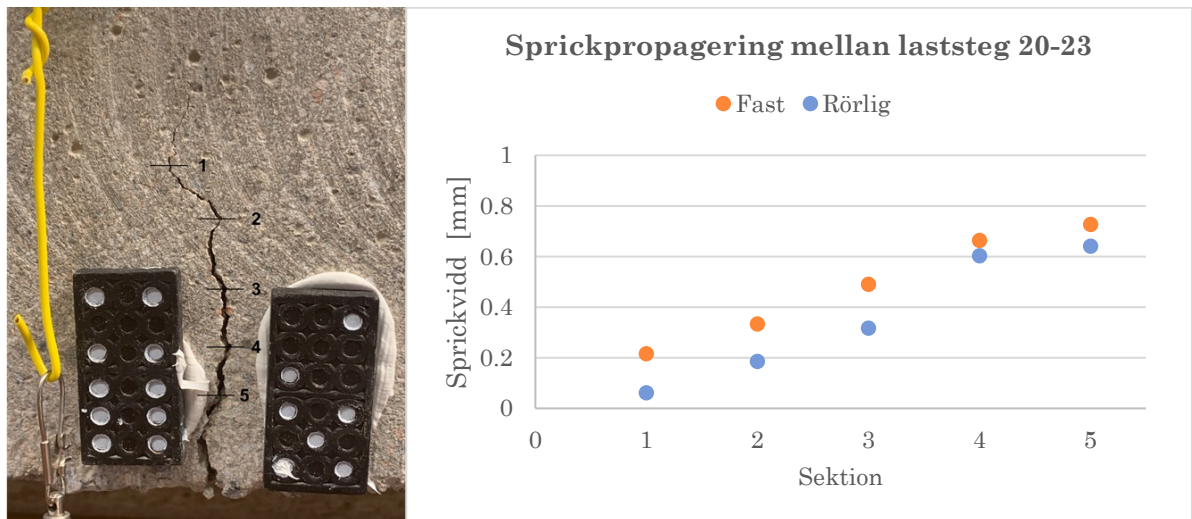 1
2
3
4
5
Sprickpropagering mellan laststeg 20-23
Fast Rörlig
Sprickvidd [mm]
1
0.8
0.6
0.4
0.2
0
0 1 2 3 4 5
Sektion